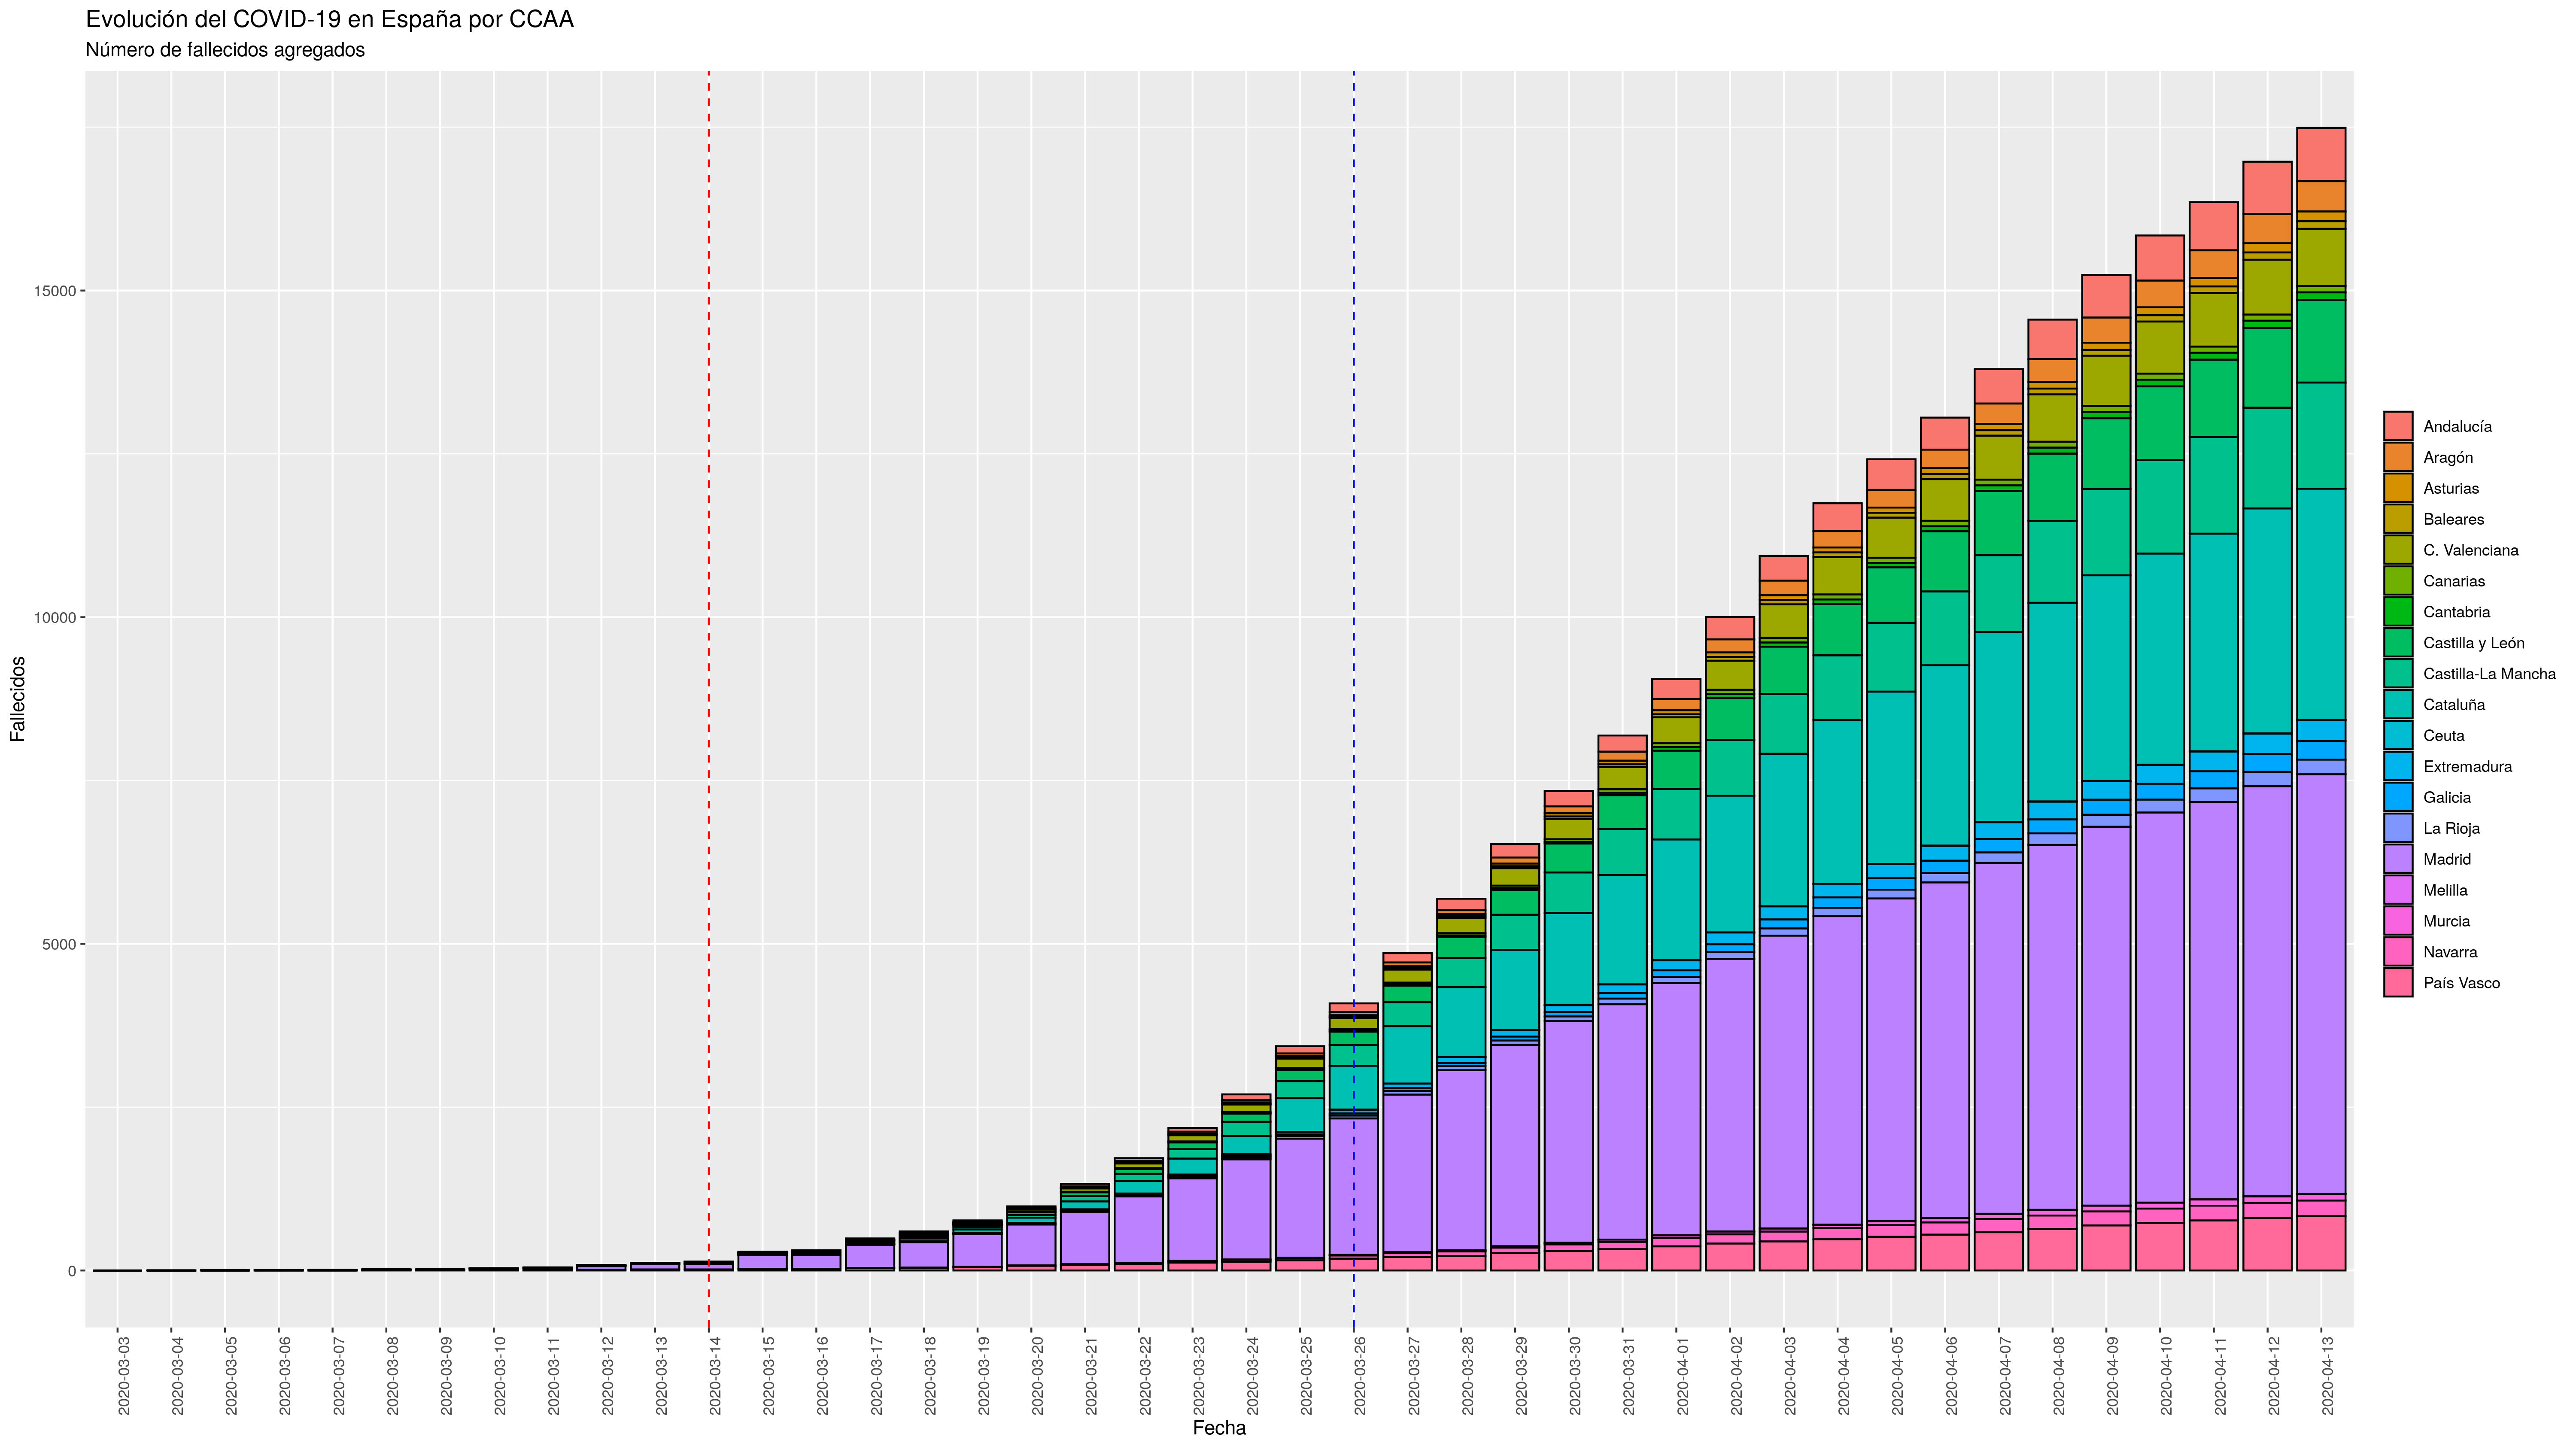 Evolución del COVID-19 en España por CCAA
Número de fallecidos agregados
Fallecidos
15000
10000
5000
0
2020-03-03
2020-03-04
2020-03-05
2020-03-06
2020-03-07
2020-03-08
2020-03-09
2020-03-10
2020-03-11
2020-03-12
2020-03-13
2020-03-14
2020-03-15
2020-03-16
2020-03-17
2020-03-18
2020-03-19
2020-03-20
2020-03-21
2020-03-22
2020-03-23
2020-03-24
2020-03-25
2020-03-26
2020-03-27
2020-03-28
2020-03-29
2020-03-30
2020-03-31
2020-04-01
2020-04-02
2020-04-03
2020-04-04
2020-04-05
2020-04-06
2020-04-07
2020-04-08
2020-04-09
2020-04-10
2020-04-11
2020-04-12
2020-04-13
Fecha
Andalucía
Aragón
Asturias
Baleares
C. Valenciana
Canarias
Cantabria
Castilla y León
Castilla-La Mancha
Cataluña
Ceuta
Extremadura
Galicia
La Rioja
Madrid
Melilla
Murcia
Navarra
País Vasco